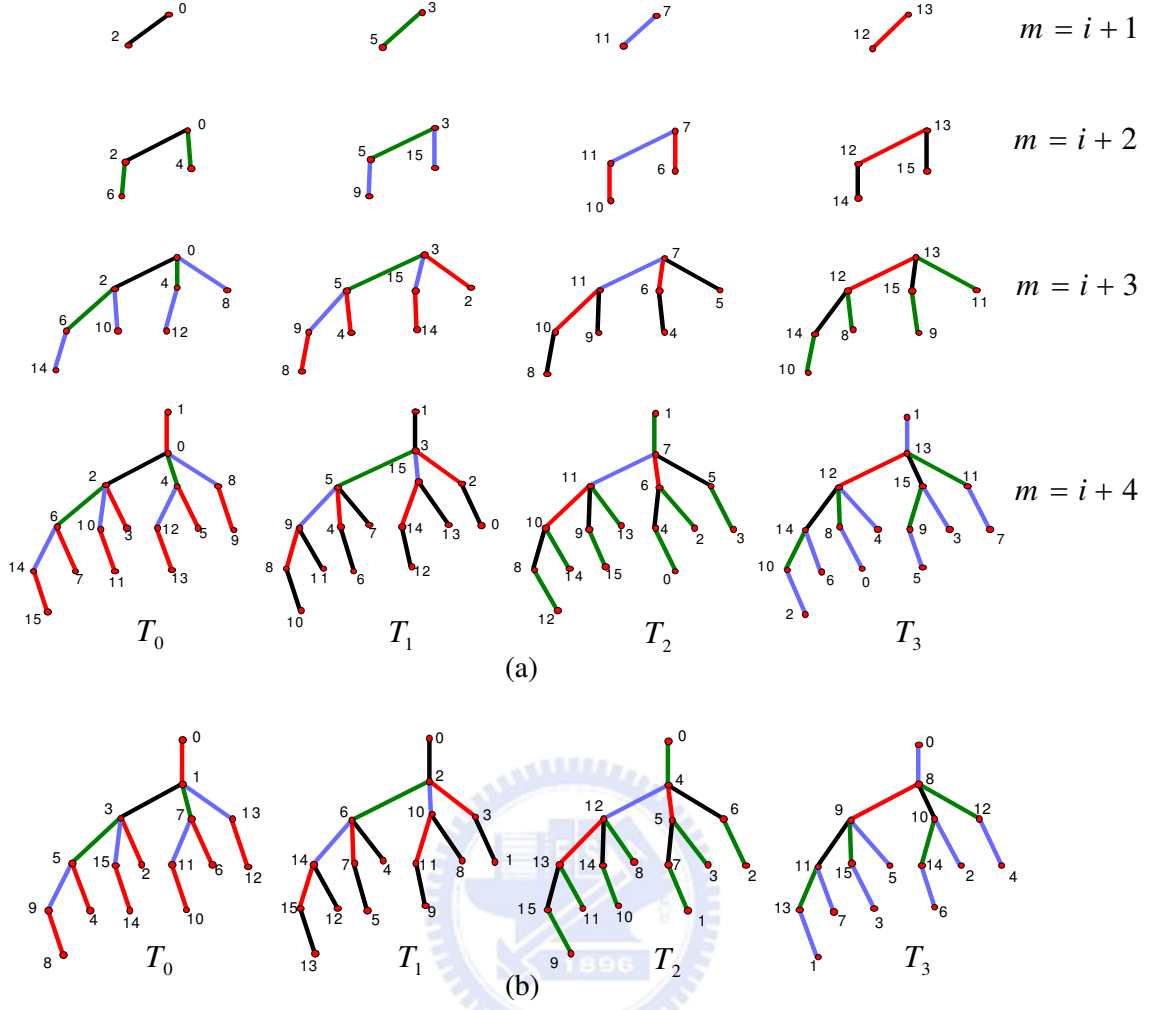 0 3 7 13
2 5 11 12
m = i + 1
0 3 7 13
2 4 5 15 11 6 12 15
6 9 10 14
m = i + 2
0 3 7 13
2 4 8 5 15 2 11 6 5 12 15 11
6 10 12 9 4 14 10 9 4 14 8 9
14 8 8 10
m = i + 3
1 1 1 1
0 3 7 13
2 4 8 5 15 2 11 6 5 12 15 11
6 10 3 12 5 9 9 4 7 14 13 0 10 9 13 4 2 3 14 8 4 9 3 7
14 7 11 13 8 11 6 12 8 14 15 0 10 6 0 5
15 10 12 2
m = i + 4
T0 T1 T2 T3
(a)
0 0 0 0
1 2 4 8
3 7 13 6 10 3 12 5 6 9 10 12
5 15 2 11 6 12 14 7 4 11 8 1 13 14 8 7 3 2 11 15 5 14 2 4
9 4 14 10 15 12 5 9 15 11 10 1 13 7 3 6
8 13 9 1
T0 T1 T2 T3
1896
(b)